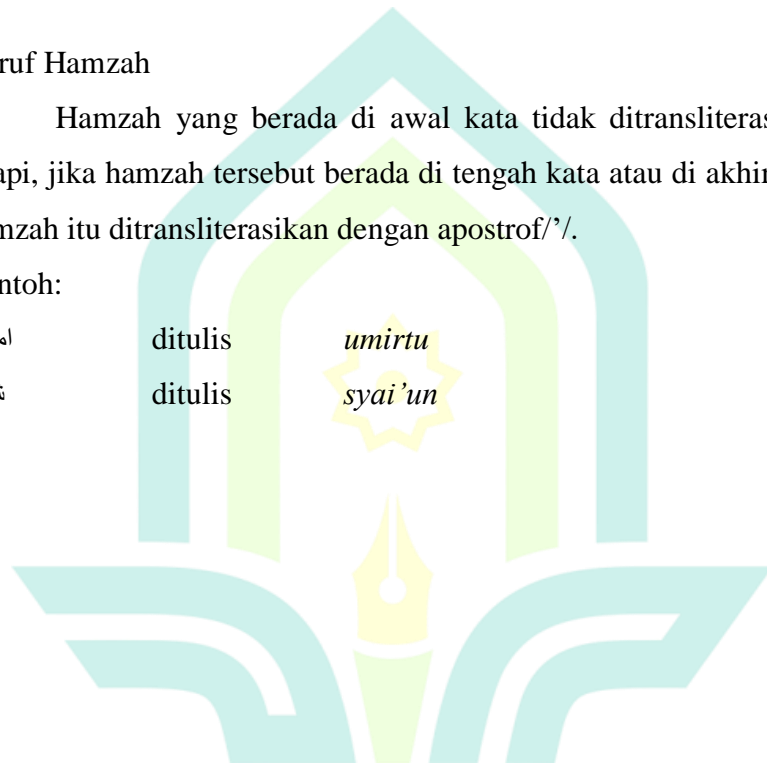 ruf Hamzah
Hamzah yang berada di awal kata tidak ditransliteras
api, jika hamzah tersebut berada di tengah kata atau di akhir
mzah itu ditransliterasikan dengan apostrof/’/.
ntoh:
ditulis umirtu
ditulis syai’un